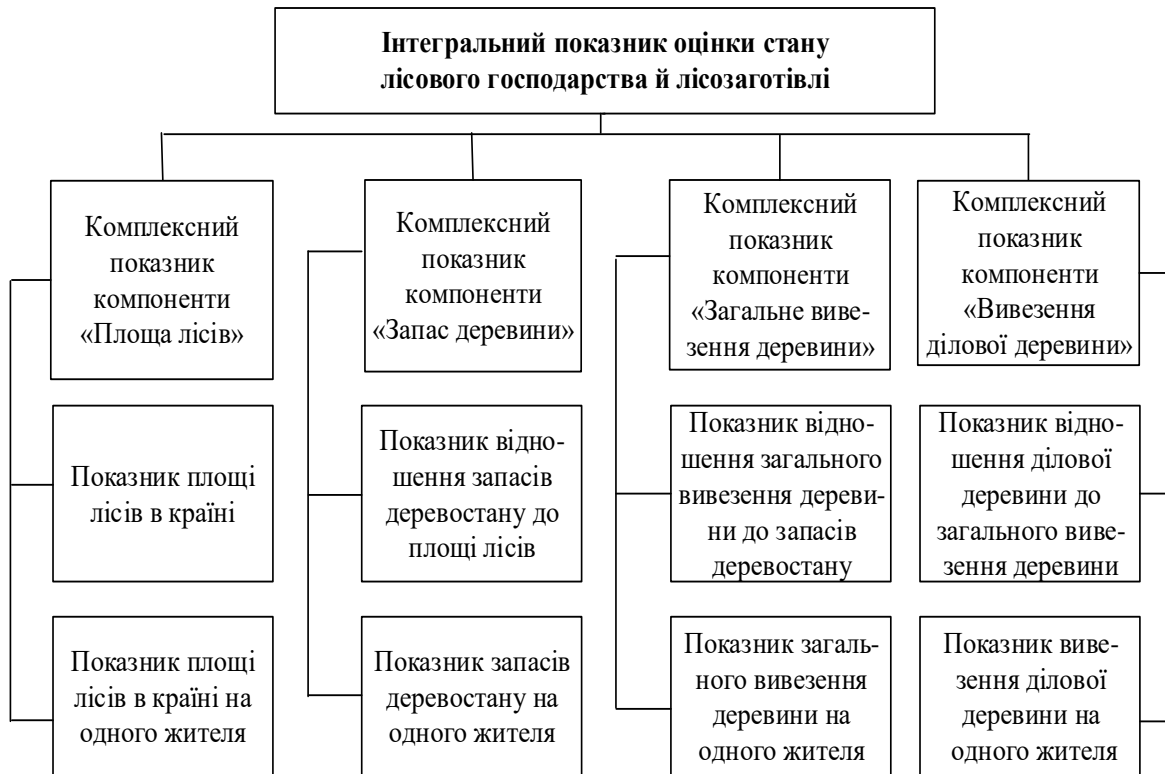 Інтегральний показник оцінки стану
лісового господарства й лісозаготівлі
Комплексний
показник
компоненти
«Площа лісів»
Комплексний
показник
компоненти
«Запас деревини»
Комплексний
показник
компоненти
«Загальне виве-
зення деревини»
Комплексний
показник
компоненти
«Вивезення
ділової деревини»
Показник площі
лісів в країні
Показник відно-
шення запасів
деревостану до
площі лісів
Показник відно-
шення загального
вивезення дереви-
ни до запасів
деревостану
Показник відно-
шення ділової
деревини до
загального виве-
зення деревини
Показник площі
лісів в країні на
одного жителя
Показник запасів
деревостану на
одного жителя
Показник загаль-
ного вивезення
деревини на
одного жителя
Показник виве-
зення ділової
деревини на
одного жителя